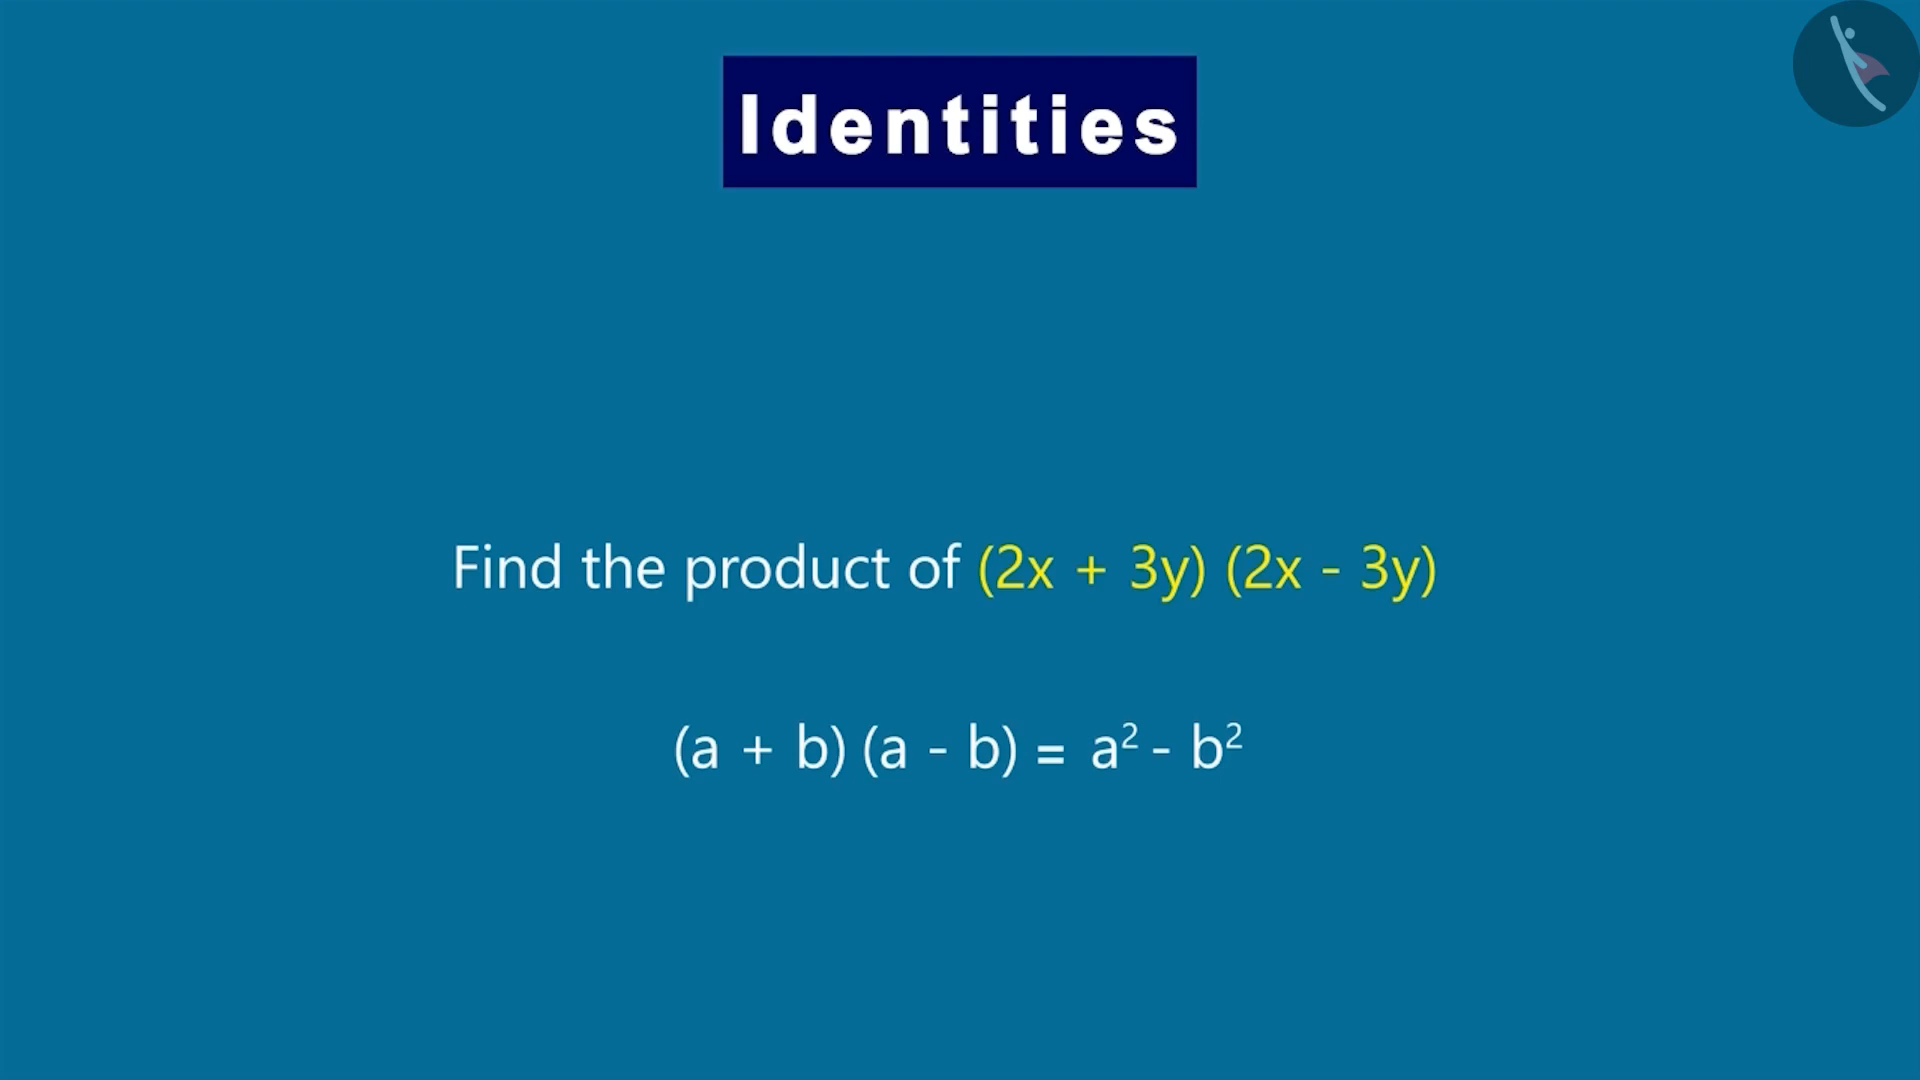 Identities
Find the product of (2x + 3y) (2x - 3y)
(a + b) (a - b) = a² - b²